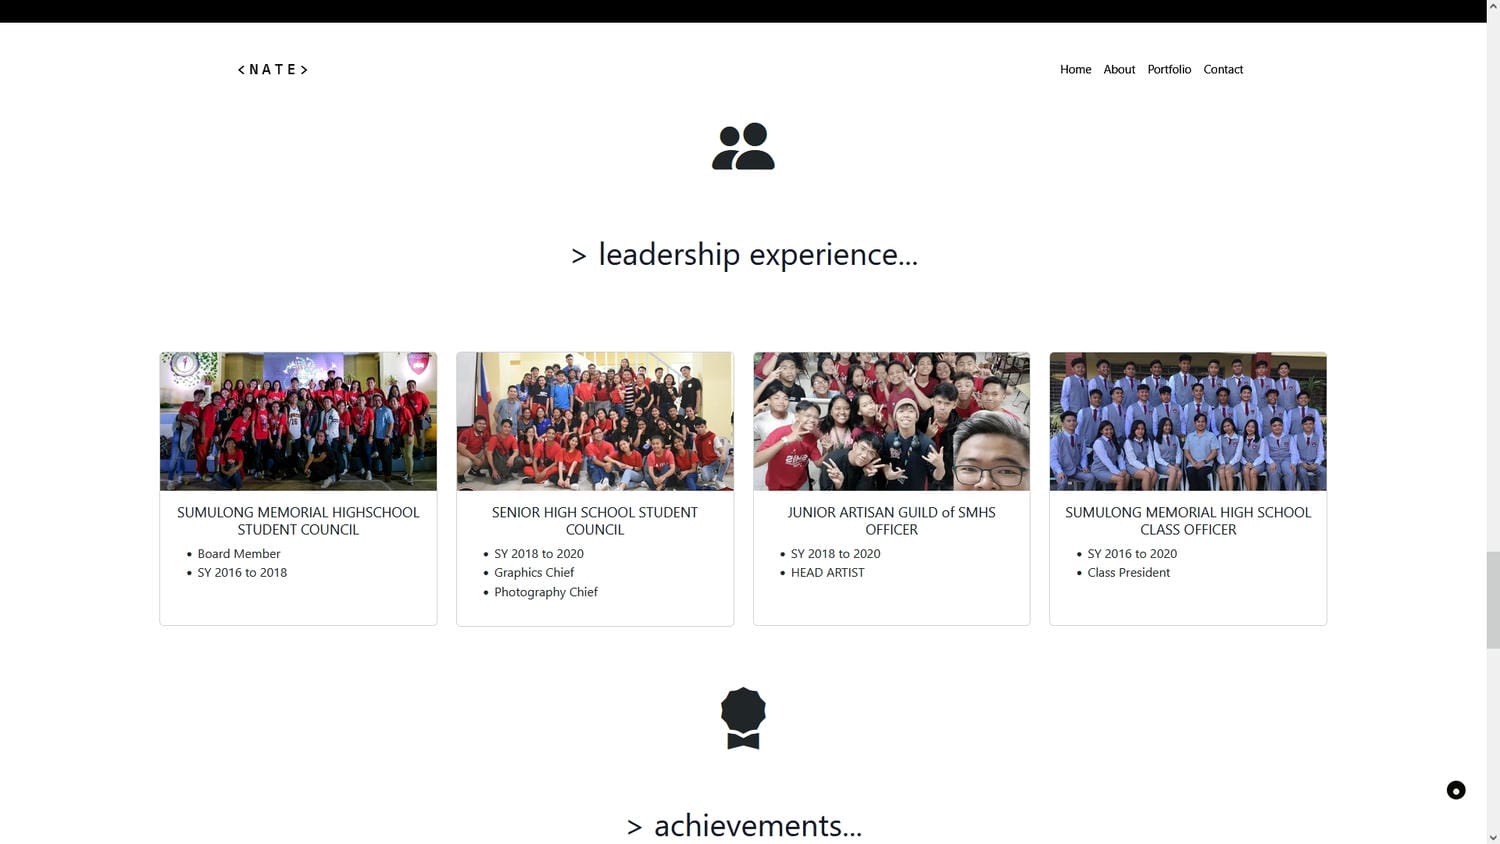 <NATE>
Home About Portfolio Contact
> leadership experience...
SUMULONG MEMORIAL HIGHSCHOOL
STUDENT COUNCIL
Board Member
SY 2016 to 2018
SENIOR HIGH SCHOOL STUDENT
COUNCIL
SY 2018 to 2020
Graphics Chief
Photography Chief
JUNIOR ARTISAN GUILD of SMHS
OFFICER
SY 2018 to 2020
HEAD ARTIST
SUMULONG MEMORIAL HIGH SCHOOL
CLASS OFFICER
SY 2016 to 2020
Class President
> achievements...